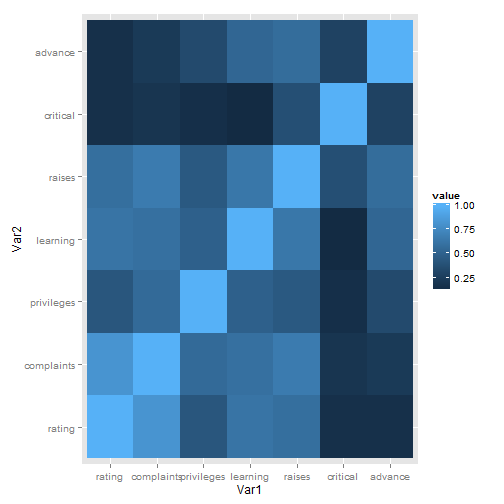 advance
critical
raises
learning
privileges
complaints
rating
Var2
rating complaints privileges learning raises critical advance
Var1
value
1.00
0.75
0.50
0.25